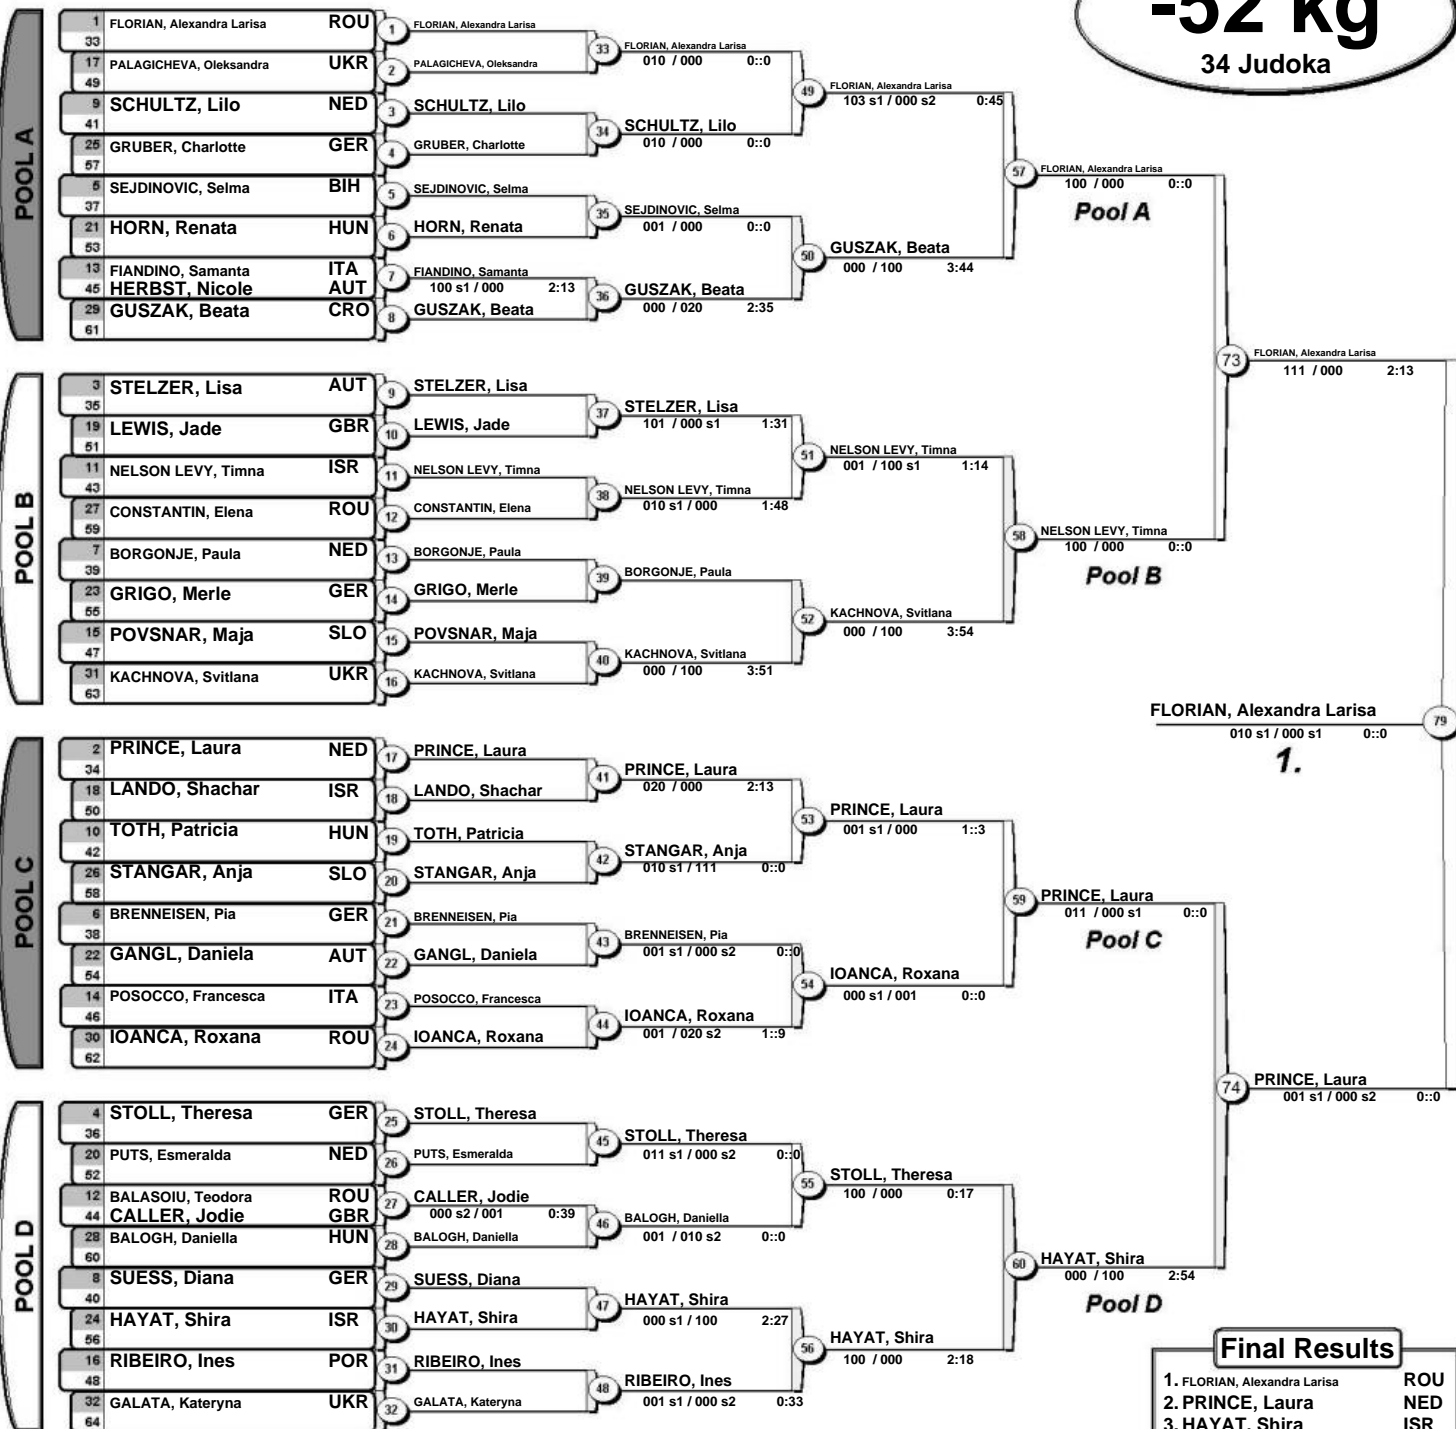 -52 kg
34 Judoka
POOL A
1 FLORIAN, Alexandra Larisa ROU
33
17 PALAGICHEVA, Oleksandra UKR
49
9 SCHULTZ, Lilo NED
41
25 GRUBER, Charlotte GER
57
5 SEJDINOVIC, Selma BIH
37
21 HORN, Renata HUN
53
13 FIANDINO, Samanta ITA
45 HERBST, Nicole AUT
29 GUSZAK, Beata CRO
61
1 FLORIAN, Alexandra Larisa
2 PALAGICHEVA, Oleksandra
3 SCHULTZ, Lilo
4 GRUBER, Charlotte
5 SEJDINOVIC, Selma
6 HORN, Renata
7 FIANDINO, Samanta
100 s1 / 000 2:13
8 GUSZAK, Beata
33 FLORIAN, Alexandra Larisa
010 / 000 0::0
34 SCHULTZ, Lilo
010 / 000 0::0
35 SEJDINOVIC, Selma
001 / 000 0::0
36 GUSZAK, Beata
000 / 020 2:35
49 FLORIAN, Alexandra Larisa
103 s1 / 000 s2 0:45
50 GUSZAK, Beata
000 / 100 3:44
57 FLORIAN, Alexandra Larisa
100 / 000 0::0
Pool A
POOL B
3 STELZER, Lisa AUT
35
19 LEWIS, Jade GBR
51
11 NELSON LEVY, Timna ISR
43
27 CONSTANTIN, Elena ROU
59
7 BORGONJE, Paula NED
39
23 GRIGO, Merle GER
55
15 POVSNAR, Maja SLO
47
31 KACHNOVA, Svitlana UKR
63
9 STELZER, Lisa
10 LEWIS, Jade
11 NELSON LEVY, Timna
12 CONSTANTIN, Elena
13 BORGONJE, Paula
14 GRIGO, Merle
15 POVSNAR, Maja
16 KACHNOVA, Svitlana
37 STELZER, Lisa
101 / 000 s1 1:31
38 NELSON LEVY, Timna
010 s1 / 000 1:48
39 BORGONJE, Paula
40 KACHNOVA, Svitlana
000 / 100 3:51
51 NELSON LEVY, Timna
001 / 100 s1 1:14
52 KACHNOVA, Svitlana
000 / 100 3:54
58 NELSON LEVY, Timna
100 / 000 0::0
Pool B
73 FLORIAN, Alexandra Larisa
111 / 000 2:13
FLORIAN, Alexandra Larisa 79
010 s1 / 000 s1 0::0
1.
POOL C
2 PRINCE, Laura NED
34
18 LANDO, Shachar ISR
50
10 TOTH, Patricia HUN
42
26 STANGAR, Anja SLO
58
6 BRENNEISEN, Pia GER
38
22 GANGL, Daniela AUT
54
14 POSOCCO, Francesca ITA
46
30 IOANCA, Roxana ROU
62
17 PRINCE, Laura
18 LANDO, Shachar
19 TOTH, Patricia
20 STANGAR, Anja
21 BRENNEISEN, Pia
22 GANGL, Daniela
23 POSOCCO, Francesca
24 IOANCA, Roxana
41 PRINCE, Laura
020 / 000 2:13
42 STANGAR, Anja
010 s1 / 111 0::0
43 BRENNEISEN, Pia
001 s1 / 000 s2 0::0
44 IOANCA, Roxana
001 / 020 s2 1::9
53 PRINCE, Laura
001 s1 / 000 1::3
54 IOANCA, Roxana
000 s1 / 001 0::0
59 PRINCE, Laura
011 / 000 s1 0::0
Pool C
74 PRINCE, Laura
001 s1 / 000 s2 0::0
POOL D
4 STOLL, Theresa GER
36
20 PUTS, Esmeralda NED
52
12 BALASOIU, Teodora ROU
44 CALLER, Jodie GBR
28 BALOGH, Daniella HUN
60
8 SUESS, Diana GER
40
24 HAYAT, Shira ISR
56
16 RIBEIRO, Ines POR
48
32 GALATA, Kateryna UKR
64
25 STOLL, Theresa
26 PUTS, Esmeralda
27 CALLER, Jodie
000 s2 / 001 0:39
28 BALOGH, Daniella
29 SUESS, Diana
30 HAYAT, Shira
31 RIBEIRO, Ines
32 GALATA, Kateryna
45 STOLL, Theresa
011 s1 / 000 s2 0::0
46 BALOGH, Daniella
001 / 010 s2 0::0
47 HAYAT, Shira
000 s1 / 100 2:27
48 RIBEIRO, Ines
001 s1 / 000 s2 0:33
55 STOLL, Theresa
100 / 000 0:17
56 HAYAT, Shira
100 / 000 2:18
60 HAYAT, Shira
000 / 100 2:54
Pool D
Final Results
1. FLORIAN, Alexandra Larisa ROU
2. PRINCE, Laura NED
3. HAYAT, Shira ISR